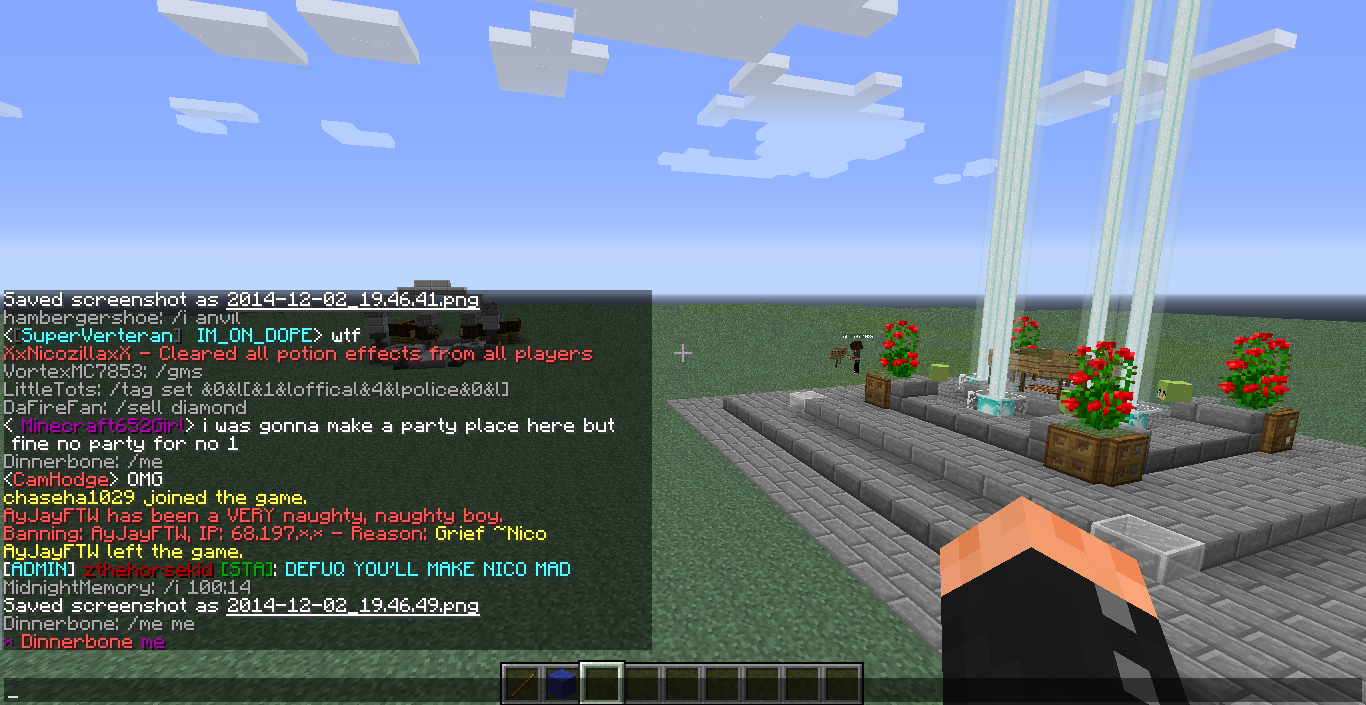 Saved screenshot as 2014-12-02_19.46.41.png
hambergershoe: /i anvil
<[SuperVerteran] IM_ON_DOPE> wtf
XxNicozillaxX - Cleared all potion effects from all players
VortexMC7853: /gms
LittleTots: /tag set &0&l[&1&loffical&4&lpolice&0&l]
DaFireFan: /sell diamond
< Minecraft652Girl> i was gonna make a party place here but
fine no party for no 1
Dinnerbone: /me
<CamHodge> OMG
chaseha1029 joined the game.
AyJayFTW has been a VERY naughty, naughty boy.
Banning: AyJayFTW, IP: 68.197.*.* - Reason: Grief ~Nico
AyJayFTW left the game.
[ADMIN] zthehorsekid [STA]: DEFUQ YOU'LL MAKE NICO MAD
MidnightMemory: /i 100:14
Saved screenshot as 2014-12-02_19.46.49.png
Dinnerbone: /me me
* Dinnerbone me
_